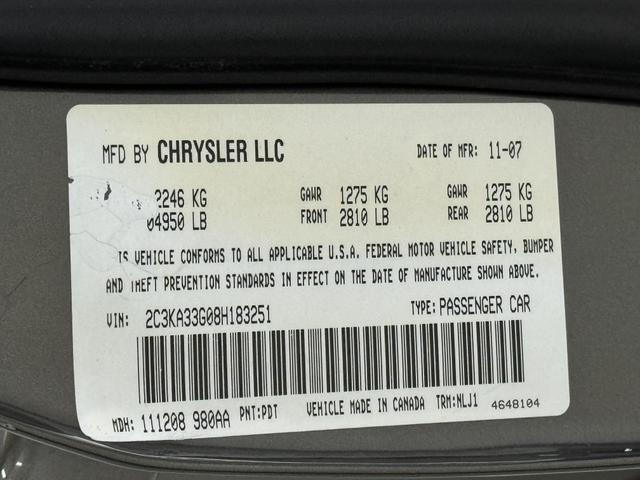 MFD BY CHRYSLER LLC DATE OF MFR: 11-07
2246 KG GAWR 1275 KG GAWR 1275 KG
04950 LB FRONT 2810 LB REAR 2810 LB
IS VEHICLE CONFORMS TO ALL APPLICABLE U.S.A. FEDERAL MOTOR VEHICLE SAFETY, BUMPER
AND THEFT PREVENTION STANDARDS IN EFFECT ON THE DATE OF MANUFACTURE SHOWN ABOVE.
VIN: 2C3KA33G08H183251 TYPE: PASSENGER CAR
MDH: 111208 980AA PNT: PDT VEHICLE MADE IN CANADA TRM: NLJ1 4648104